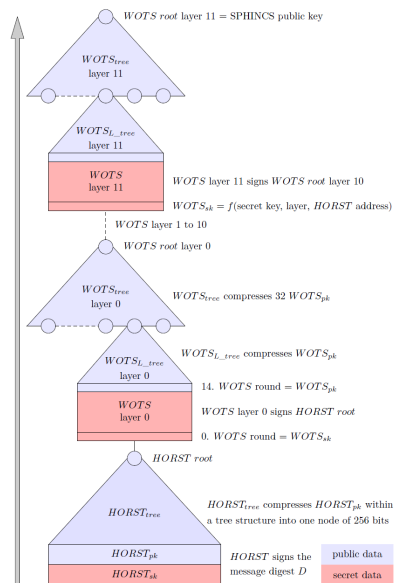 WOTS root layer 11 = SPHINCS public key
WOTS_tree
layer 11
WOTS_L_tree
layer 11
WOTS
layer 11
WOTS layer 11 signs WOTS root layer 10
WOTS_sk = f(secret key, layer, HORST address)
WOTS layer 1 to 10
WOTS root layer 0
WOTS_tree
layer 0
WOTS_tree compresses 32 WOTS_pk
WOTS_L_tree compresses WOTS_pk
WOTS_L_tree
layer 0
14. WOTS round = WOTS_pk
WOTS
layer 0
WOTS layer 0 signs HORST root
0. WOTS round = WOTS_sk
HORST root
HORST_tree
HORST_tree compresses HORST_pk within
a tree structure into one node of 256 bits
HORST_pk
HORST_sk
HORST signs the
message digest D
public data
secret data